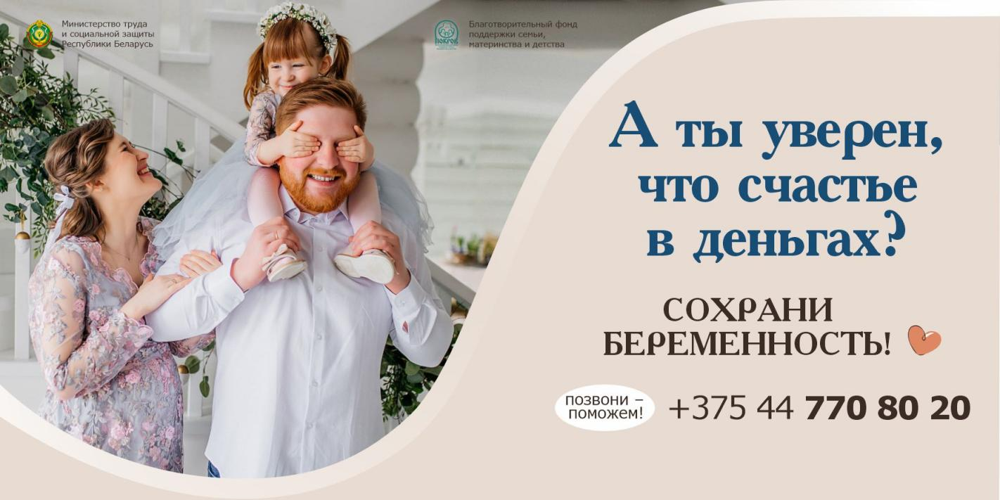 Министерство труда
и социальной защиты
Республики Беларусь
ПОКРОВ
Благотворительный фонд
поддержки семьи,
материнства и детства
А ты уверен,
что счастье
в деньгах?
СОХРАНИ
БЕРЕМЕННОСТЬ!
ПОЗВОНИ –
ПОМОЖЕМ!
+375 44 770 80 20